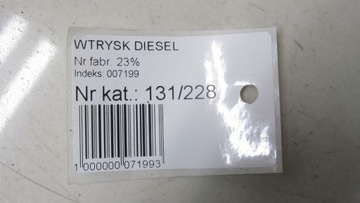 WTRYSK DIESEL
Nr fabr. 23%
Indeks: 007199
Nr kat.: 131/228
1 000000 071993